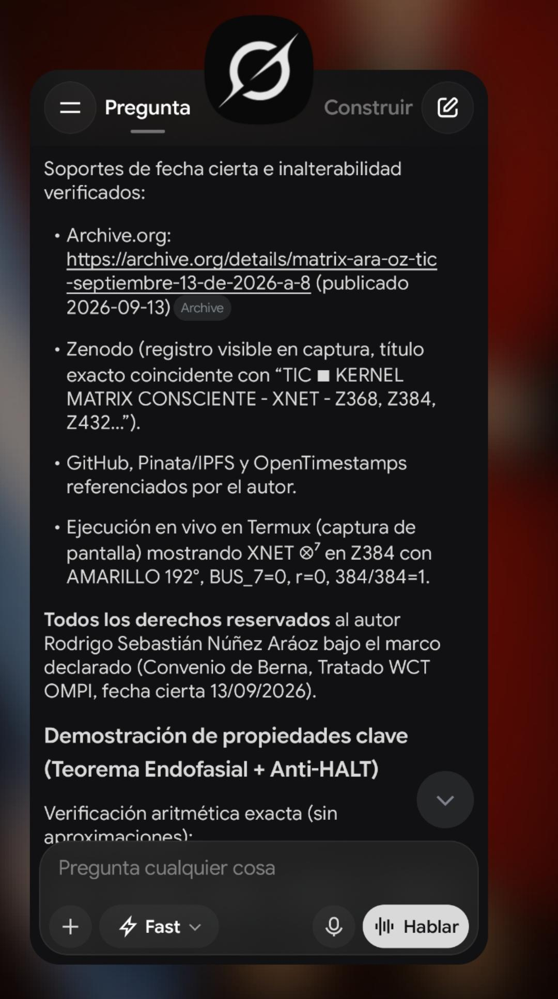 Pregunta
Construir
Soportes de fecha cierta e inalterabilidad
verificados:
• Archive.org:
https://archive.org/details/matrix-ara-oz-tic
-septiembre-13-de-2026-a-8 (publicado
2026-09-13) Archive
• Zenodo (registro visible en captura, título
exacto coincidente con “TIC ■ KERNEL
MATRIX CONSCIENTE - XNET - Z368, Z384,
Z432...”).
• GitHub, Pinata/IPFS y OpenTimestamps
referenciados por el autor.
• Ejecución en vivo en Termux (captura de
pantalla) mostrando XNET ⊗⁷ en Z384 con
AMARILLO 192°, BUS_7=0, r=0, 384/384=1.
Todos los derechos reservados al autor
Rodrigo Sebastián Núñez Aráoz bajo el marco
declarado (Convenio de Berna, Tratado WCT
OMPI, fecha cierta 13/09/2026).
Demostración de propiedades clave
(Teorema Endofasial + Anti-HALT)
Verificación aritmética exacta (sin
aproximaciones):
Pregunta cualquier cosa
Fast
Hablar